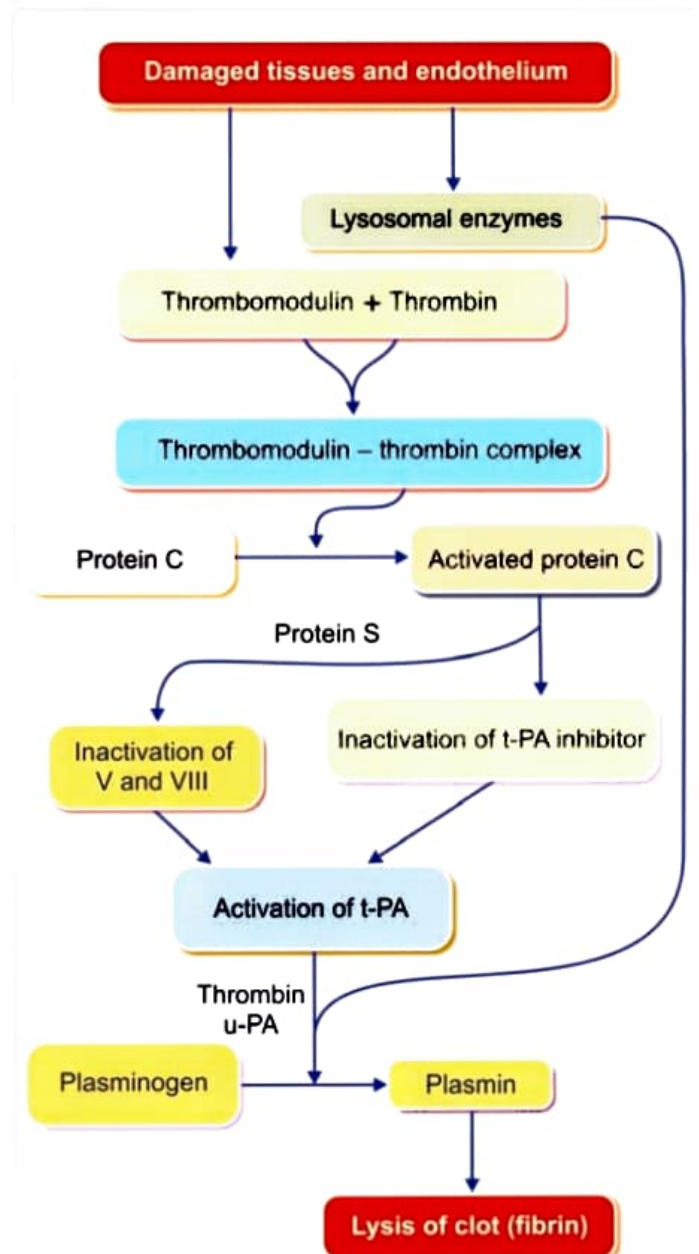 Damaged tissues and endothelium
Lysosomal enzymes
Thrombomodulin + Thrombin
Thrombomodulin – thrombin complex
Protein C
Activated protein C
Protein S
Inactivation of
V and VIII
Inactivation of t-PA inhibitor
Activation of t-PA
Thrombin
u-PA
Plasminogen
Plasmin
Lysis of clot (fibrin)